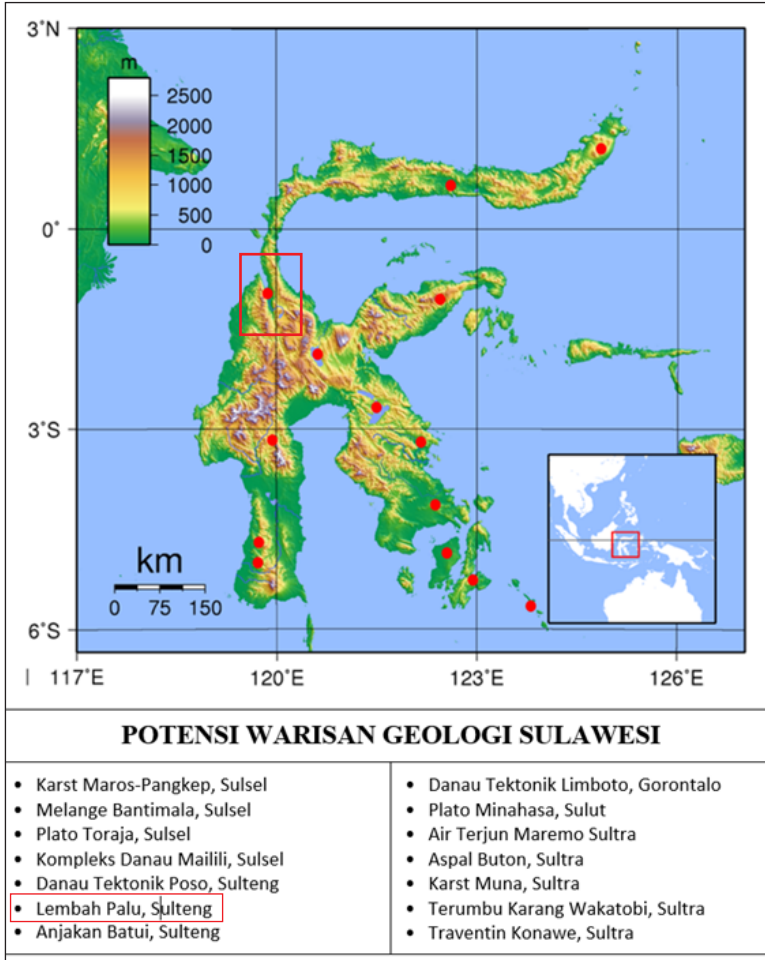 3°N
m
2500
2000
1500
1000
500
0
0°
3°S
km
0 75 150
6°S
117°E 120°E 123°E 126°E
POTENSI WARISAN GEOLOGI SULAWESI
• Karst Maros-Pangkep, Sulsel
• Melange Bantimala, Sulsel
• Plato Toraja, Sulsel
• Kompleks Danau Mailili, Sulsel
• Danau Tektonik Poso, Sulteng
• Lembah Palu, Sulteng
• Anjakan Batui, Sulteng
• Danau Tektonik Limboto, Gorontalo
• Plato Minahasa, Sulut
• Air Terjun Maremo Sultra
• Aspal Buton, Sultra
• Karst Muna, Sultra
• Terumbu Karang Wakatobi, Sultra
• Traventin Konawe, Sultra